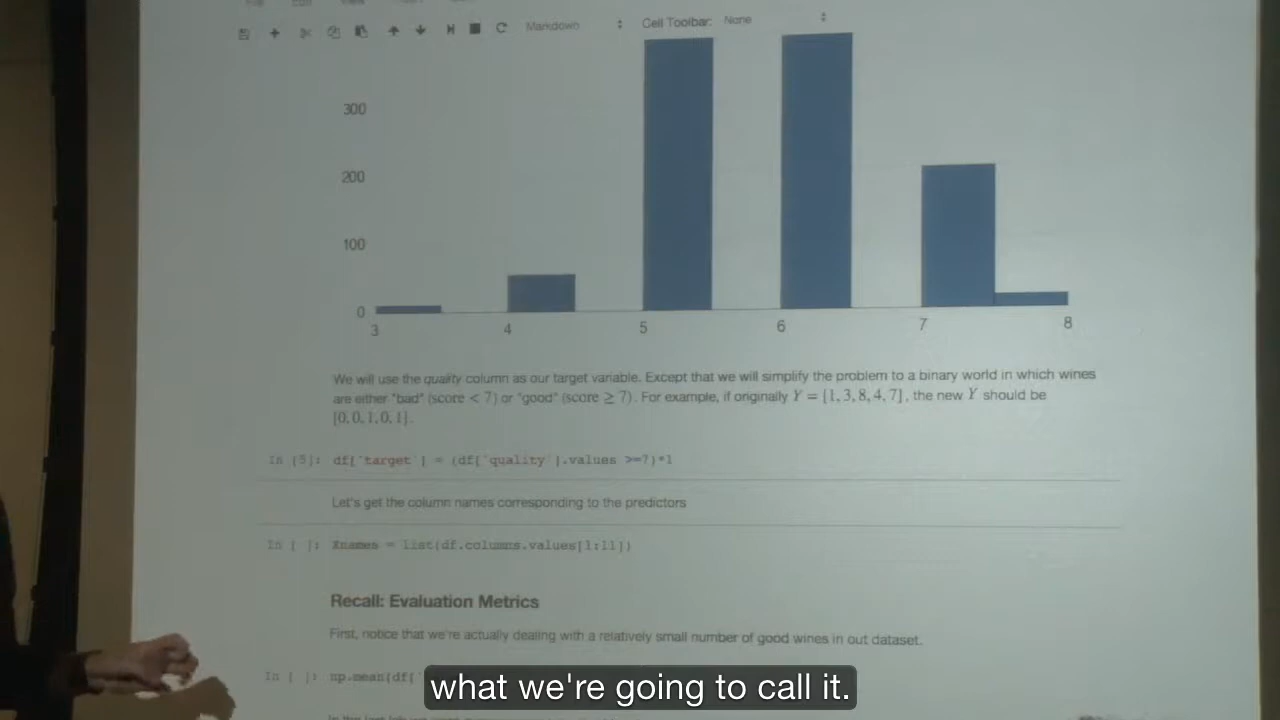 Markdown Cell Toolbar: None
300
200
100
0
3 4 5 6 7 8
We will use the quality column as our target variable. Except that we will simplify the problem to a binary world in which wines
are either "bad" (score < 7) or "good" (score ≥ 7). For example, if originally Y = [1, 3, 8, 4, 7], the new Y should be
[0, 0, 1, 0, 1].
In [5]: df['target'] = (df['quality'].values >=7)*1
Let's get the column names corresponding to the predictors
In [ ]: Xnames = list(df.columns.values[1:11])
Recall: Evaluation Metrics
First, notice that we're actually dealing with a relatively small number of good wines in out dataset.
In [ ]: np.mean(df['
what we're going to call it.